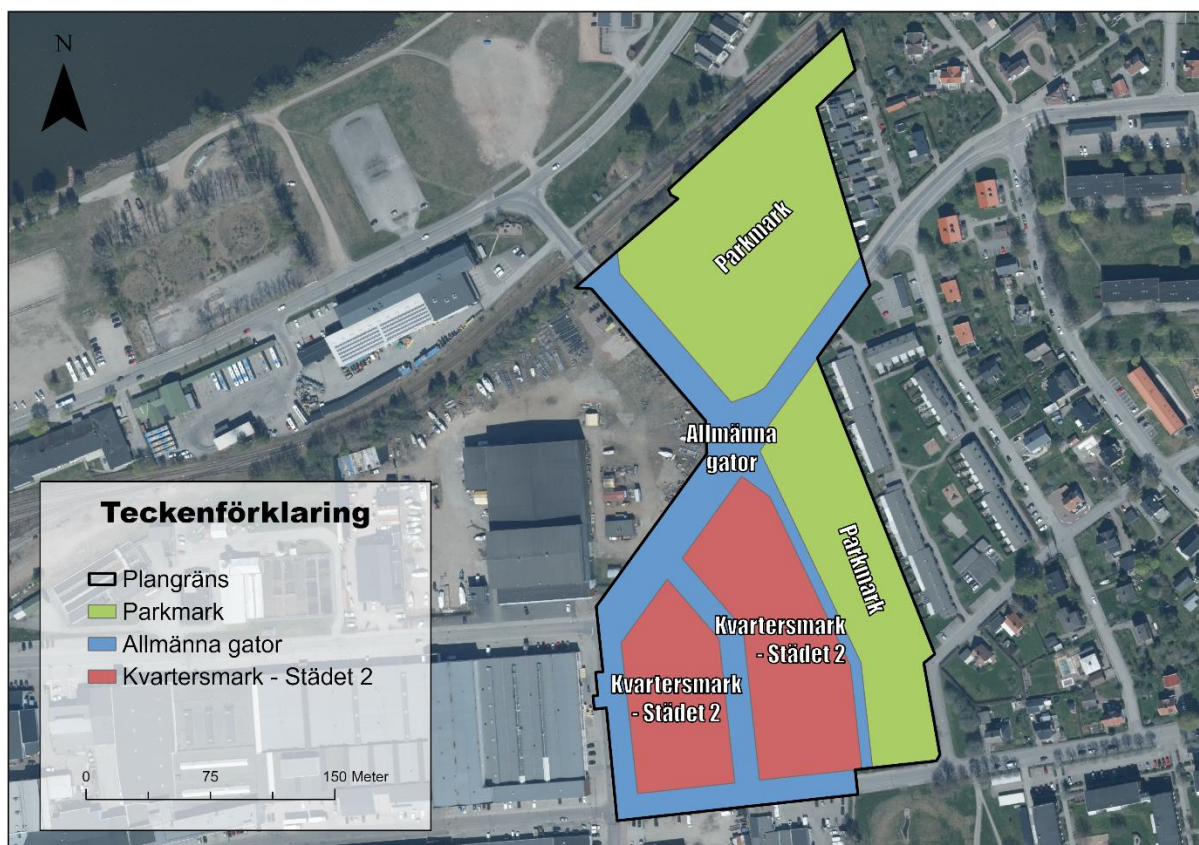 N
Parkmark
Allmänna
gator
Parkmark
Kvartersmark
- Städet 2
Kvartersmark
- Städet 2
Teckenförklaring
Plangräns
Parkmark
Allmänna gator
Kvartersmark - Städet 2
0 75 150 Meter